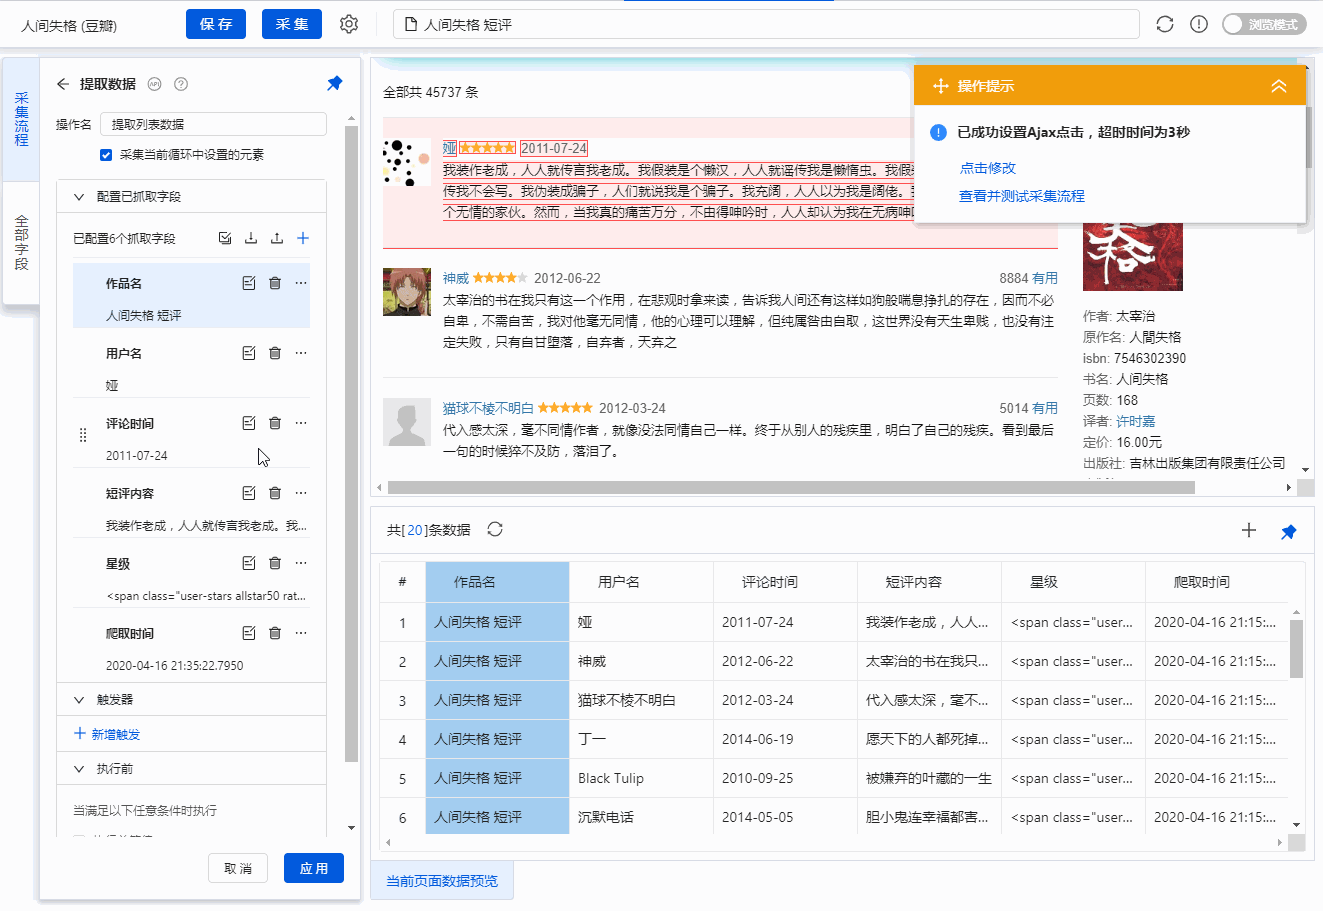 人间失格 (豆瓣)
保 存
采 集
人间失格 短评
浏览模式
采集流程
全部字段
提取数据
API
?
操作名
提取列表数据
采集当前循环中设置的元素
配置已抓取字段
已配置6个抓取字段
作品名
人间失格 短评
用户名
娅
评论时间
2011-07-24
短评内容
我装作老成，人人就传言我老成。我...
星级
<span class="user-stars allstar50 rat...
爬取时间
2020-04-16 21:35:22.7950
触发器
新增触发
执行前
当满足以下任意条件时执行
取 消
应 用
全部共 45737 条
娅 ★★★★★ 2011-07-24
我装作老成，人人就传言我老成。我假装是个懒汉，人人就谣传我是懒惰虫。我假
传我不会写。我伪装成骗子，人们就说我是个骗子。我充阔，人人以为我是阔佬。
个无情的家伙。然而，当我真的痛苦万分，不由得呻吟时，人人却认为我在无病呻
神威 ★★★★★ 2012-06-22 8884 有用
太宰治的书在我只有这一个作用，在悲观时拿来读，告诉我人间还有这样如狗般喘息挣扎的存在，因而不必
自卑，不需自苦，我对他毫无同情，他的心理可以理解，但纯属咎由自取，这世界没有天生卑贱，也没有注
定失败，只有自甘堕落，自弃者，天弃之
猫球不棱不明白 ★★★★★ 2012-03-24 5014 有用
代入感太深，毫不同情作者，就像没法同情自己一样。终于从别人的残疾里，明白了自己的残疾。看到最后
一句的时候猝不及防，落泪了。
操作提示
已成功设置Ajax点击，超时时间为3秒
点击修改
查看并测试采集流程
作者: 太宰治
原作名: 人間失格
isbn: 7546302390
书名: 人间失格
页数: 168
译者: 许时嘉
定价: 16.00元
出版社: 吉林出版集团有限责任公司
共[20]条数据
# 作品名 用户名 评论时间 短评内容 星级 爬取时间
1 人间失格 短评 娅 2011-07-24 我装作老成，人人... <span class="user... 2020-04-16 21:15:...
2 人间失格 短评 神威 2012-06-22 太宰治的书在我只... <span class="user... 2020-04-16 21:15:...
3 人间失格 短评 猫球不棱不明白 2012-03-24 代入感太深，毫不... <span class="user... 2020-04-16 21:15:...
4 人间失格 短评 丁一 2014-06-19 愿天下的人都死掉... <span class="user... 2020-04-16 21:15:...
5 人间失格 短评 Black Tulip 2010-09-25 被嫌弃的叶藏的一生 <span class="user... 2020-04-16 21:15:...
6 人间失格 短评 沉默电话 2014-05-05 胆小鬼连幸福都害... <span class="user... 2020-04-16 21:15:...
当前页面数据预览